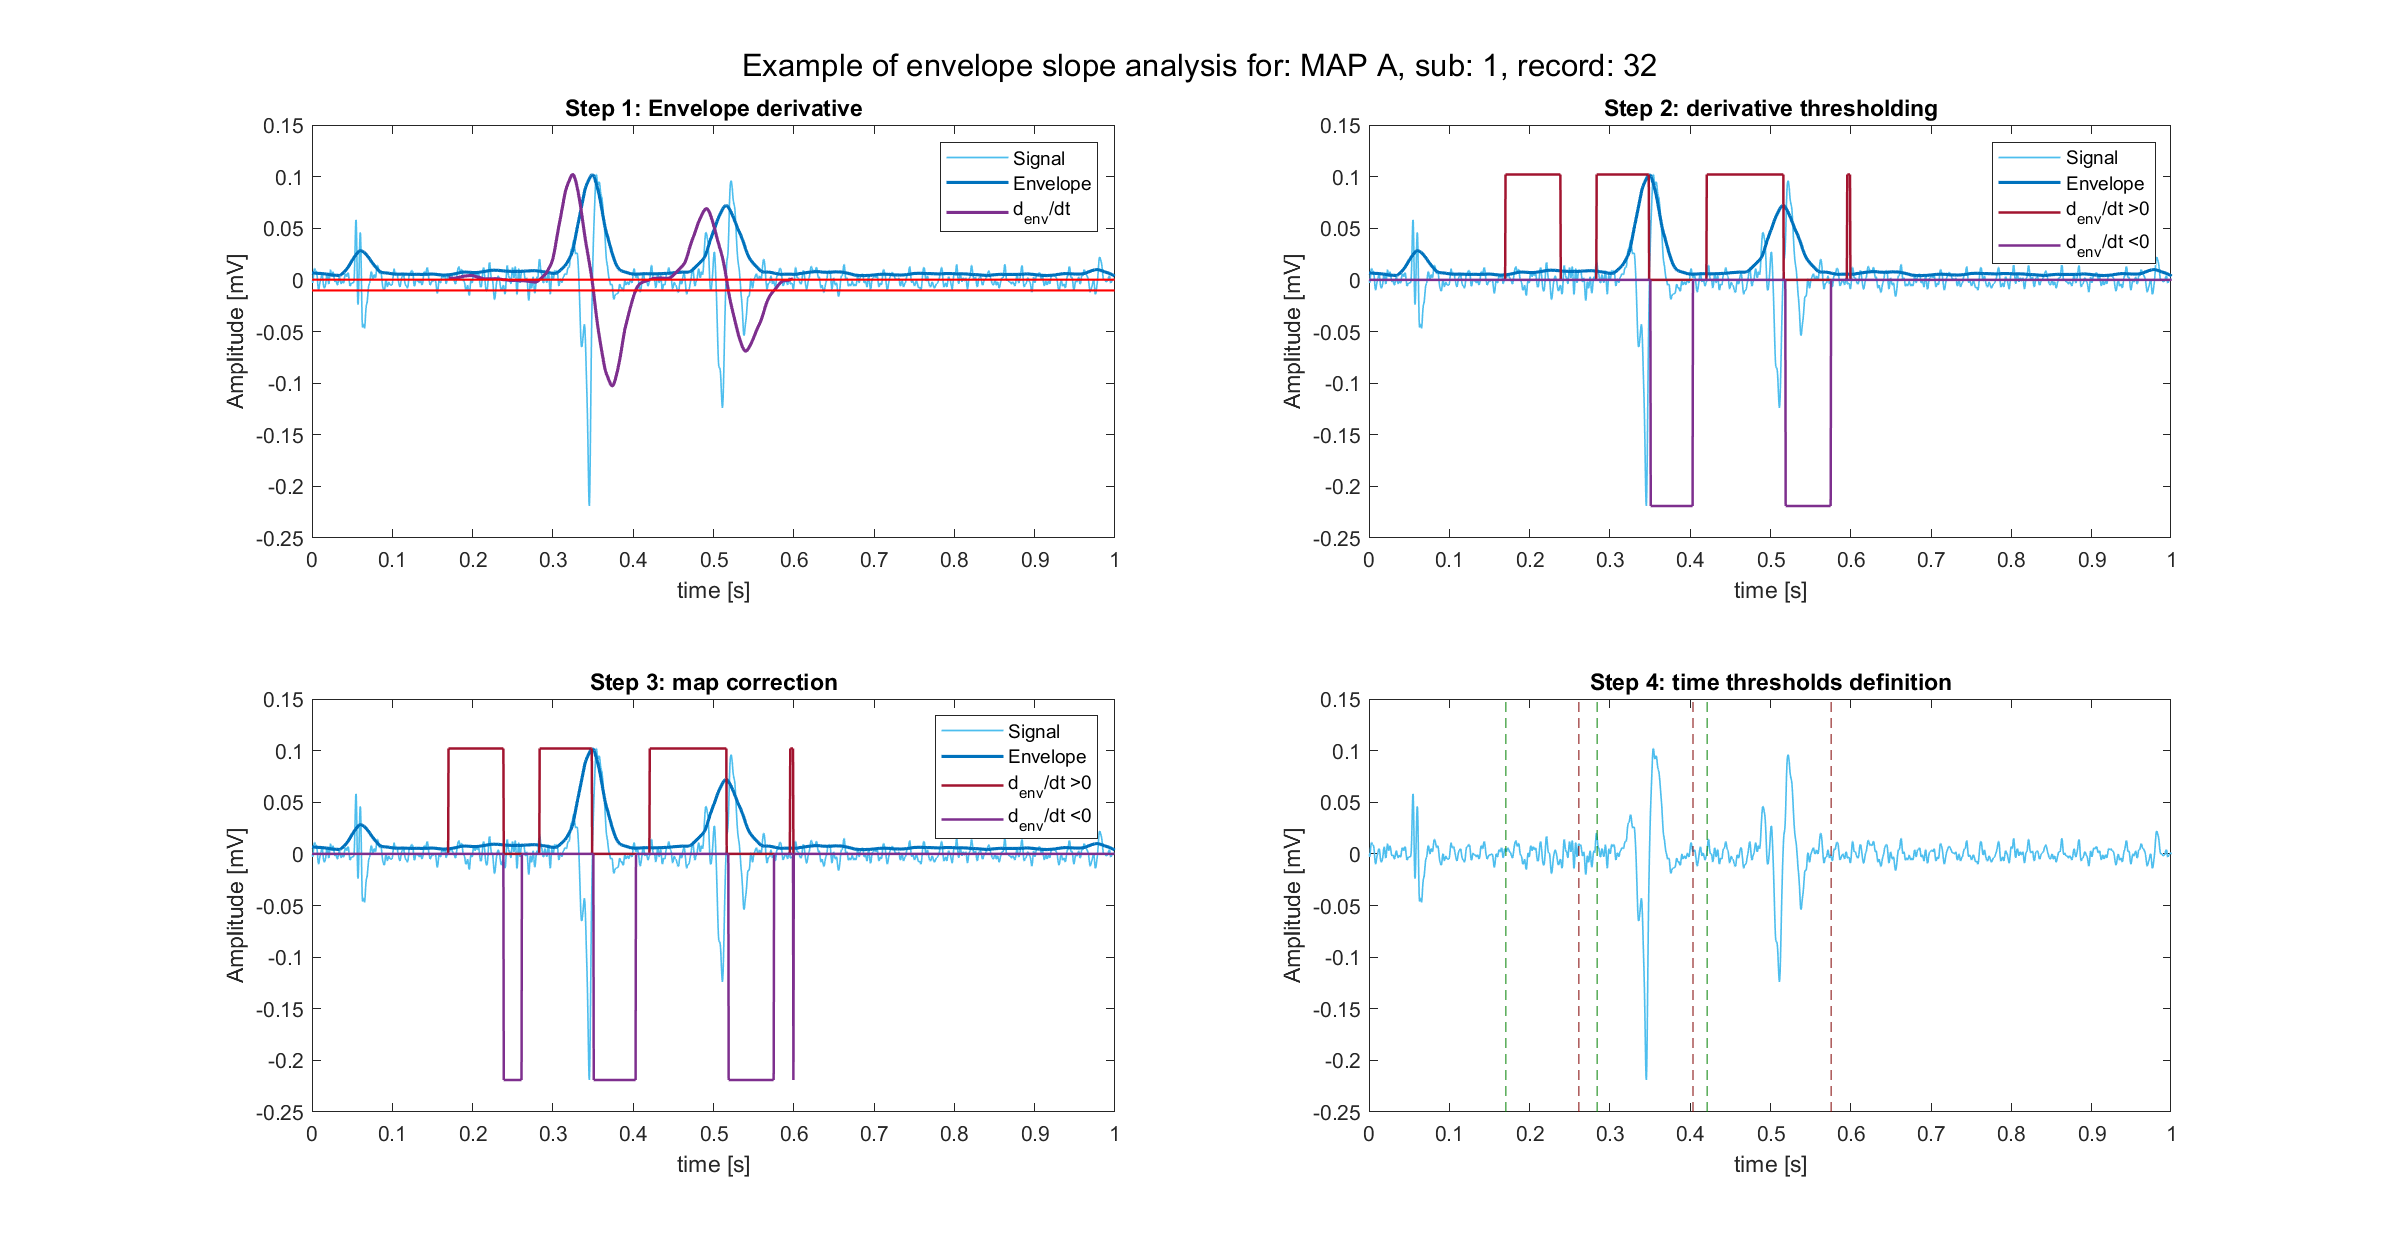 Example of envelope slope analysis for: MAP A, sub: 1, record: 32
Step 1: Envelope derivative
0.15
0.1
0.05
0
-0.05
-0.1
-0.15
-0.2
-0.25
Amplitude [mV]
0 0.1 0.2 0.3 0.4 0.5 0.6 0.7 0.8 0.9 1
time [s]
Signal
Envelope
d_env/dt
Step 2: derivative thresholding
0.15
0.1
0.05
0
-0.05
-0.1
-0.15
-0.2
-0.25
Amplitude [mV]
0 0.1 0.2 0.3 0.4 0.5 0.6 0.7 0.8 0.9 1
time [s]
Signal
Envelope
d_env/dt >0
d_env/dt <0
Step 3: map correction
0.15
0.1
0.05
0
-0.05
-0.1
-0.15
-0.2
-0.25
Amplitude [mV]
0 0.1 0.2 0.3 0.4 0.5 0.6 0.7 0.8 0.9 1
time [s]
Signal
Envelope
d_env/dt >0
d_env/dt <0
Step 4: time thresholds definition
0.15
0.1
0.05
0
-0.05
-0.1
-0.15
-0.2
-0.25
Amplitude [mV]
0 0.1 0.2 0.3 0.4 0.5 0.6 0.7 0.8 0.9 1
time [s]